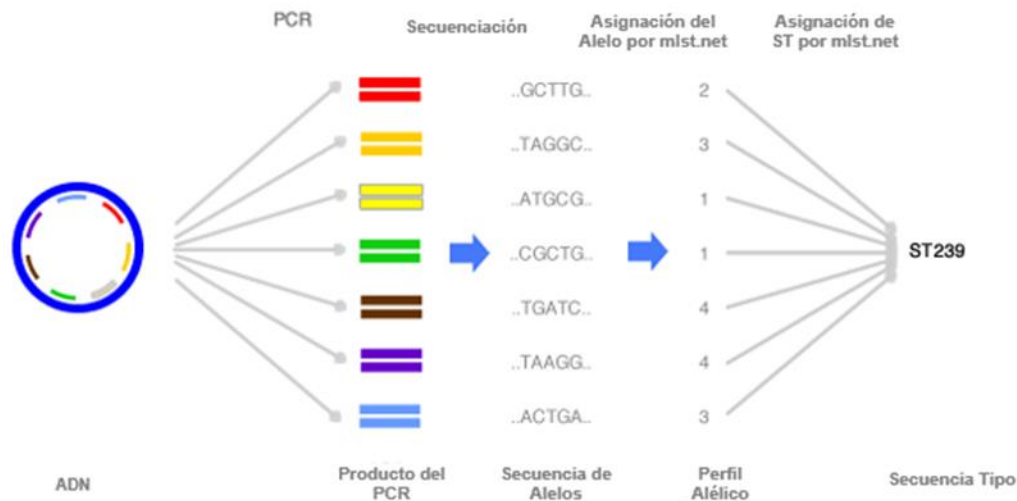 PCR
Secuenciación
Asignación del
Alelo por mlst.net
Asignación de
ST por mlst.net
..GCTTG..
2
..TAGGC..
3
..ATGCG..
1
..CGCTG..
1
ST239
..TGATC..
4
..TAAGG..
4
..ACTGA..
3
ADN
Producto del
PCR
Secuencia de
Alelos
Perfil
Alélico
Secuencia Tipo